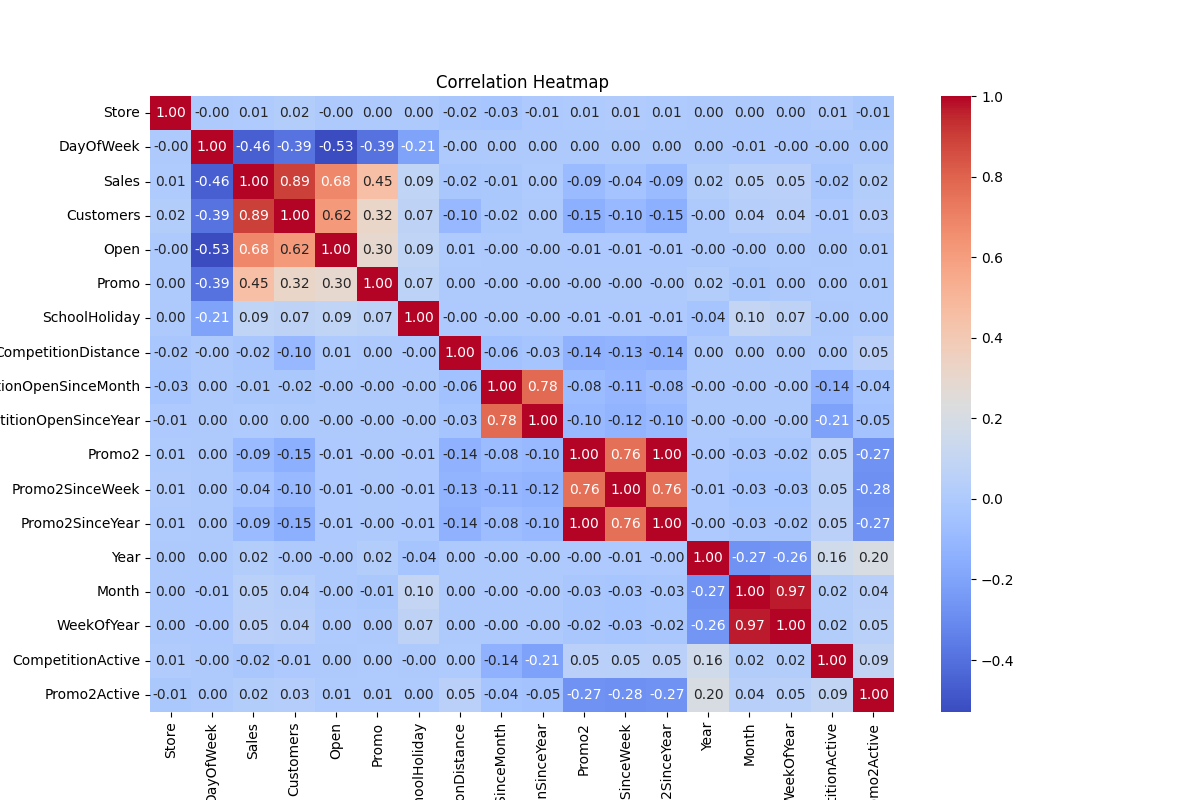 Correlation Heatmap
Store 1.00 -0.00 0.01 0.02 -0.00 0.00 0.00 -0.02 -0.03 -0.01 0.01 0.01 0.01 0.00 0.00 0.00 0.01 -0.01
DayOfWeek -0.00 1.00 -0.46 -0.39 -0.53 -0.39 -0.21 -0.00 0.00 0.00 0.00 0.00 0.00 0.00 -0.01 -0.00 -0.00 0.00
Sales 0.01 -0.46 1.00 0.89 0.68 0.45 0.09 -0.02 -0.01 0.00 -0.09 -0.04 -0.09 0.02 0.05 0.05 -0.02 0.02
Customers 0.02 -0.39 0.89 1.00 0.62 0.32 0.07 -0.10 -0.02 0.00 -0.15 -0.10 -0.15 -0.00 0.04 0.04 -0.01 0.03
Open -0.00 -0.53 0.68 0.62 1.00 0.30 0.09 0.01 -0.00 -0.00 -0.01 -0.01 -0.01 -0.00 -0.00 0.00 0.00 0.01
Promo 0.00 -0.39 0.45 0.32 0.30 1.00 0.07 0.00 -0.00 -0.00 -0.00 -0.00 -0.00 0.02 -0.01 0.00 0.00 0.01
SchoolHoliday 0.00 -0.21 0.09 0.07 0.09 0.07 1.00 -0.00 -0.00 -0.00 -0.01 -0.01 -0.01 -0.04 0.10 0.07 -0.00 0.00
CompetitionDistance -0.02 -0.00 -0.02 -0.10 0.01 0.00 -0.00 1.00 -0.06 -0.03 -0.14 -0.13 -0.14 0.00 0.00 0.00 0.00 0.05
tionOpenSinceMonth -0.03 0.00 -0.01 -0.02 -0.00 -0.00 -0.00 -0.06 1.00 0.78 -0.08 -0.11 -0.08 -0.00 -0.00 -0.00 -0.14 -0.04
titionOpenSinceYear -0.01 0.00 0.00 0.00 -0.00 -0.00 -0.00 -0.03 0.78 1.00 -0.10 -0.12 -0.10 -0.00 -0.00 0.00 -0.21 -0.05
Promo2 0.01 0.00 -0.09 -0.15 -0.01 -0.00 -0.01 -0.14 -0.08 -0.10 1.00 0.76 1.00 -0.00 -0.03 -0.02 0.05 -0.27
Promo2SinceWeek 0.01 0.00 -0.04 -0.10 -0.01 -0.00 -0.01 -0.13 -0.11 -0.12 0.76 1.00 0.76 -0.01 -0.03 -0.03 0.05 -0.28
Promo2SinceYear 0.01 0.00 -0.09 -0.15 -0.01 -0.00 -0.01 -0.14 -0.08 -0.10 1.00 0.76 1.00 -0.00 -0.03 -0.02 0.05 -0.27
Year 0.00 0.00 0.02 -0.00 -0.00 0.02 -0.04 0.00 -0.00 -0.00 -0.00 -0.01 -0.00 1.00 -0.27 -0.26 0.16 0.20
Month 0.00 -0.01 0.05 0.04 -0.00 -0.01 0.10 0.00 -0.00 -0.00 -0.03 -0.03 -0.03 -0.27 1.00 0.97 0.02 0.04
WeekOfYear 0.00 -0.00 0.05 0.04 0.00 0.00 0.07 0.00 -0.00 -0.00 -0.02 -0.03 -0.02 -0.26 0.97 1.00 0.02 0.05
CompetitionActive 0.01 -0.00 -0.02 -0.01 0.00 0.00 -0.00 0.00 -0.14 -0.21 0.05 0.05 0.05 0.16 0.02 0.02 1.00 0.09
Promo2Active -0.01 0.00 0.02 0.03 0.01 0.01 0.00 0.05 -0.04 -0.05 -0.27 -0.28 -0.27 0.20 0.04 0.05 0.09 1.00
Store
DayOfWeek
Sales
Customers
Open
Promo
hoolHoliday
onDistance
SinceMonth
nSinceYear
Promo2
SinceWeek
2SinceYear
Year
Month
WeekOfYear
titionActive
omo2Active
1.0
0.8
0.6
0.4
0.2
0.0
−0.2
−0.4